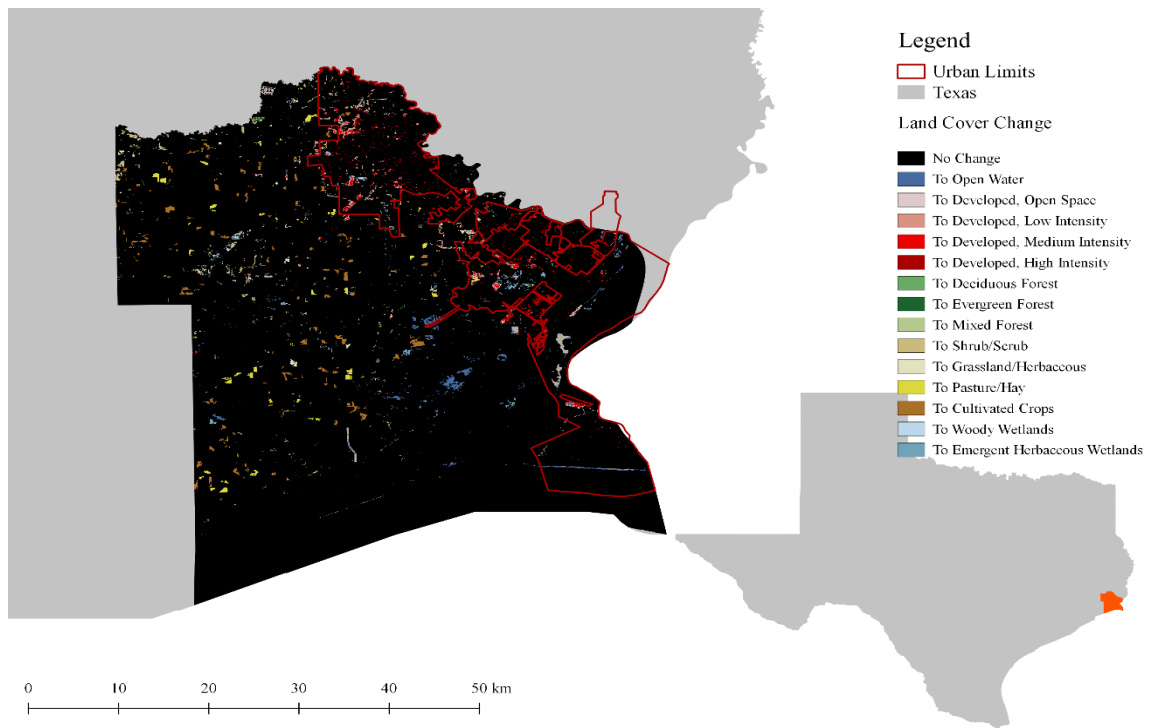 Legend
Urban Limits
Texas
Land Cover Change
No Change
To Open Water
To Developed, Open Space
To Developed, Low Intensity
To Developed, Medium Intensity
To Developed, High Intensity
To Deciduous Forest
To Evergreen Forest
To Mixed Forest
To Shrub/Scrub
To Grassland/Herbaceous
To Pasture/Hay
To Cultivated Crops
To Woody Wetlands
To Emergent Herbaceous Wetlands
0 10 20 30 40 50 km